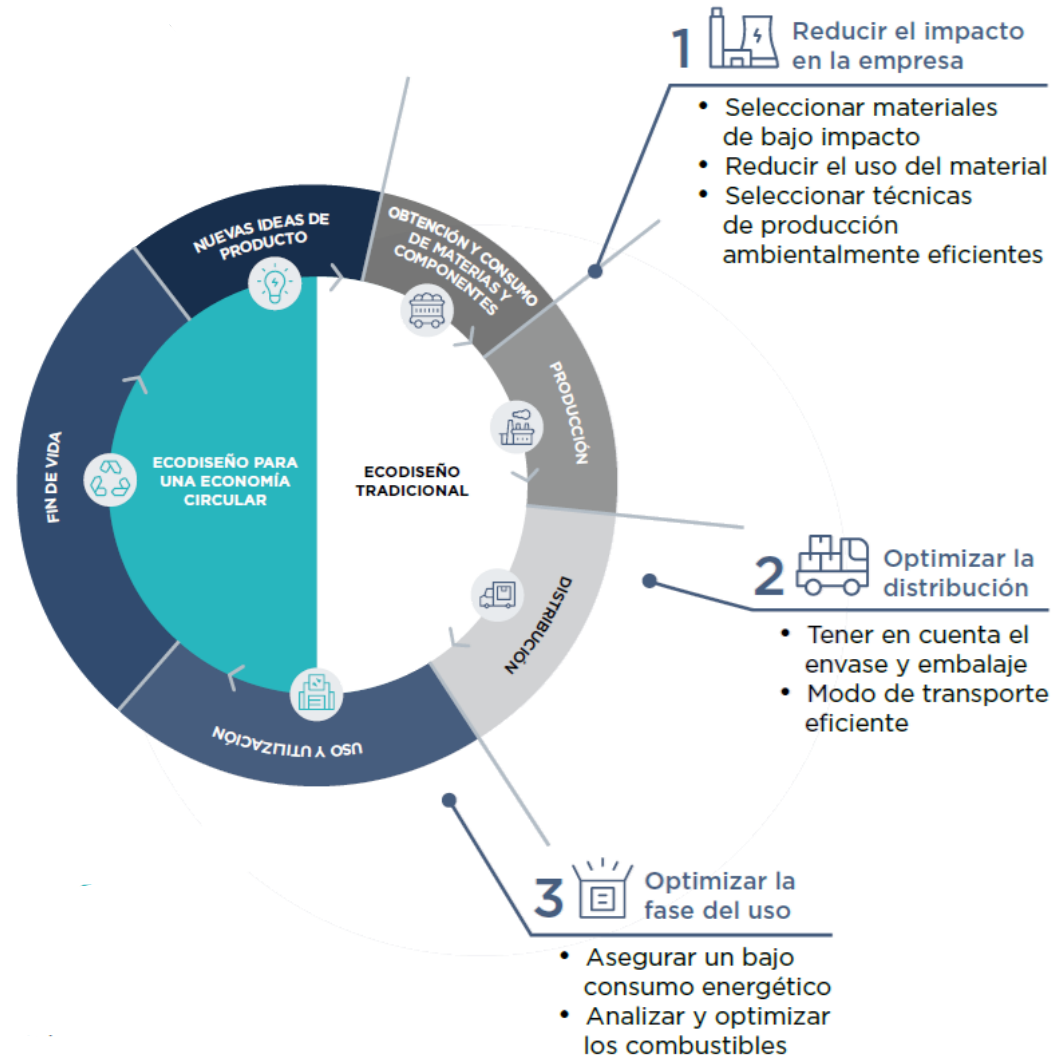 1
Reducir el impacto
en la empresa
• Seleccionar materiales
de bajo impacto
• Reducir el uso del material
• Seleccionar técnicas
de producción
ambientalmente eficientes
NUEVAS IDEAS DE
PRODUCTO
OBTENCIÓN Y CONSUMO
DE MATERIAS Y
COMPONENTES
PRODUCCIÓN
DISTRIBUCIÓN
USO Y UTILIZACIÓN
FIN DE VIDA
ECODISEÑO PARA
UNA ECONOMÍA
CIRCULAR
ECODISEÑO
TRADICIONAL
2
Optimizar la
distribución
• Tener en cuenta el
envase y embalaje
• Modo de transporte
eficiente
3
Optimizar la
fase del uso
• Asegurar un bajo
consumo energético
• Analizar y optimizar
los combustibles